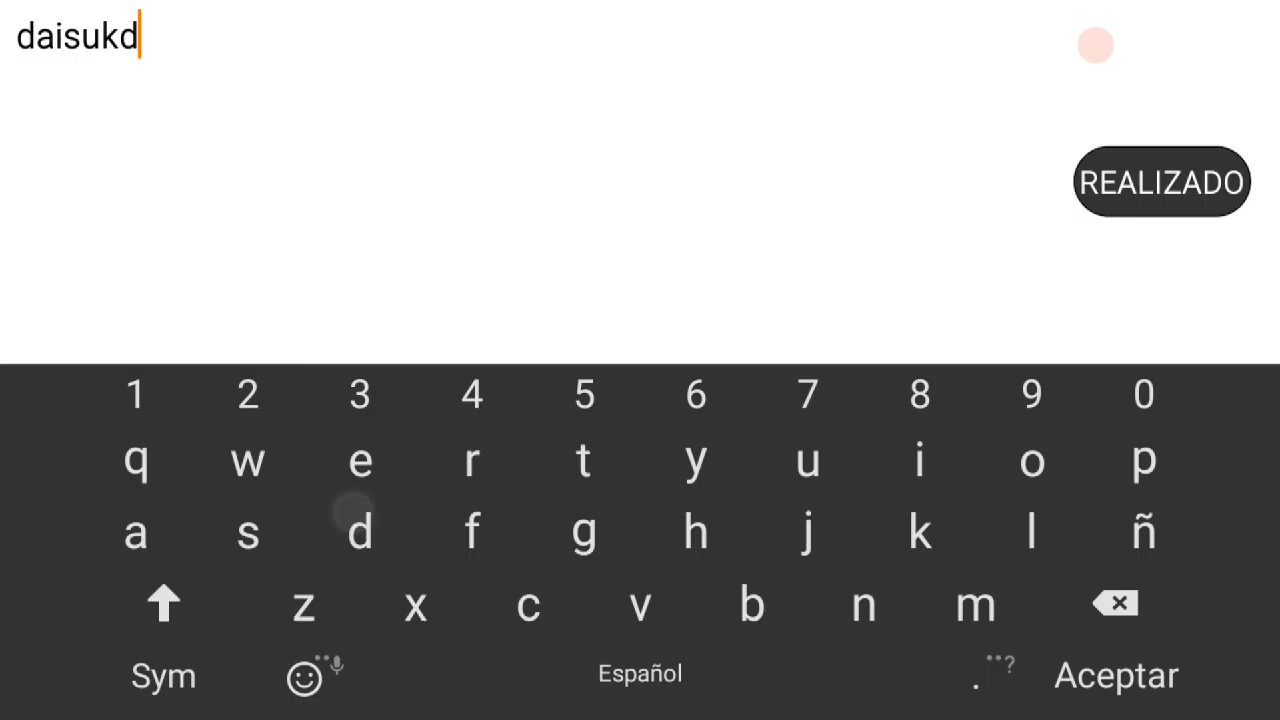 daisukd
REALIZADO
1 2 3 4 5 6 7 8 9 0
q w e r t y u i o p
a s d f g h j k l ñ
z x c v b n m
Sym Español . ? Aceptar